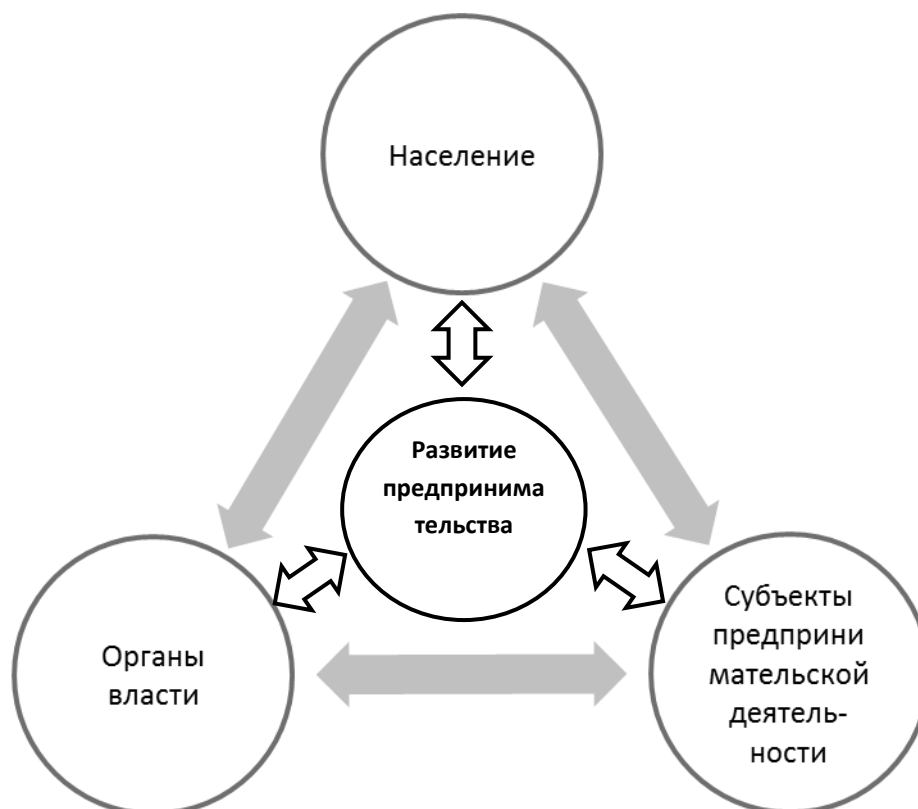 Население
Развитие
предпринима
тельства
Органы
власти
Субъекты
предприни
мательской
деятель-
ности